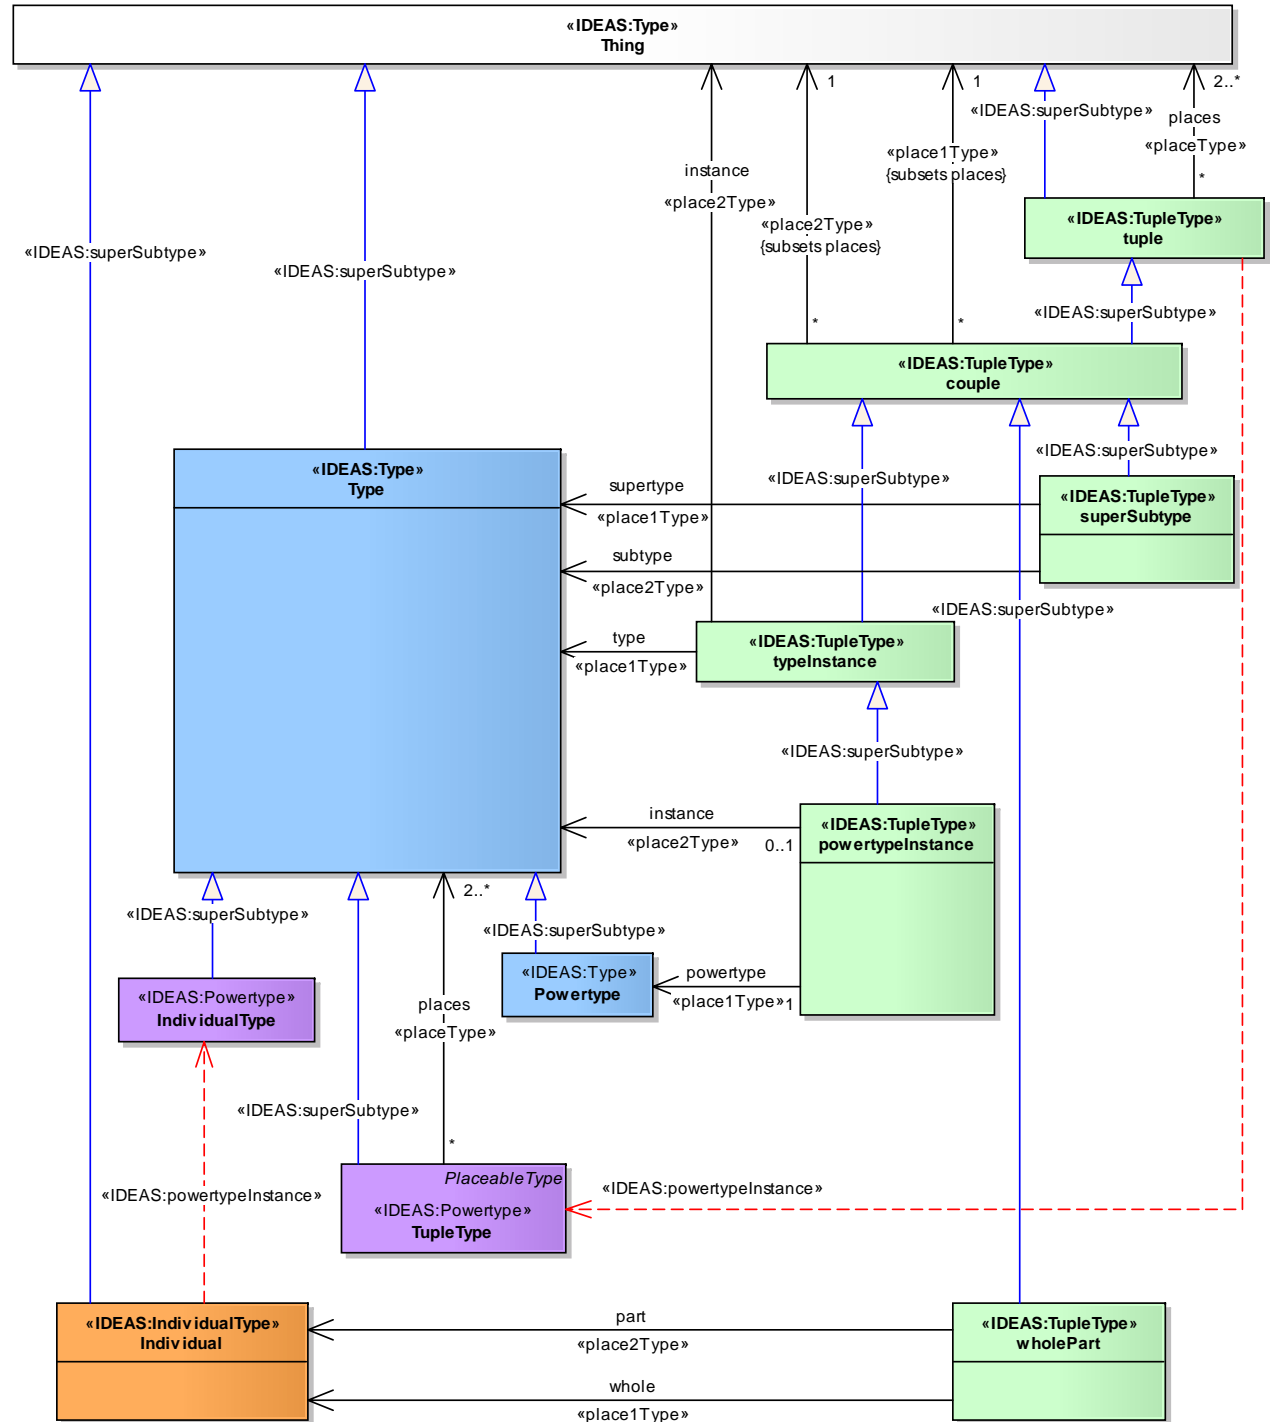 «IDEAS:Type»
Thing
1
1
2..*
«IDEAS:superSubtype»
places
«placeType»
*
«place1Type»
{subsets places}
instance
«place2Type»
«place2Type»
{subsets places}
«IDEAS:TupleType»
tuple
«IDEAS:superSubtype»
«IDEAS:superSubtype»
«IDEAS:superSubtype»
*
*
«IDEAS:TupleType»
couple
«IDEAS:Type»
Type
«IDEAS:superSubtype»
«IDEAS:superSubtype»
supertype
«place1Type»
«IDEAS:TupleType»
superSubtype
subtype
«place2Type»
«IDEAS:superSubtype»
type
«place1Type»
«IDEAS:TupleType»
typeInstance
«IDEAS:superSubtype»
instance
«place2Type»
0..1
«IDEAS:TupleType»
powertypeInstance
2..*
«IDEAS:superSubtype»
«IDEAS:superSubtype»
«IDEAS:Type»
Powertype
powertype
«place1Type»
1
«IDEAS:Powertype»
IndividualType
places
«placeType»
«IDEAS:superSubtype»
*
PlaceableType
«IDEAS:Powertype»
TupleType
«IDEAS:powertypeInstance»
«IDEAS:powertypeInstance»
«IDEAS:IndividualType»
Individual
part
«place2Type»
«IDEAS:TupleType»
wholePart
whole
«place1Type»